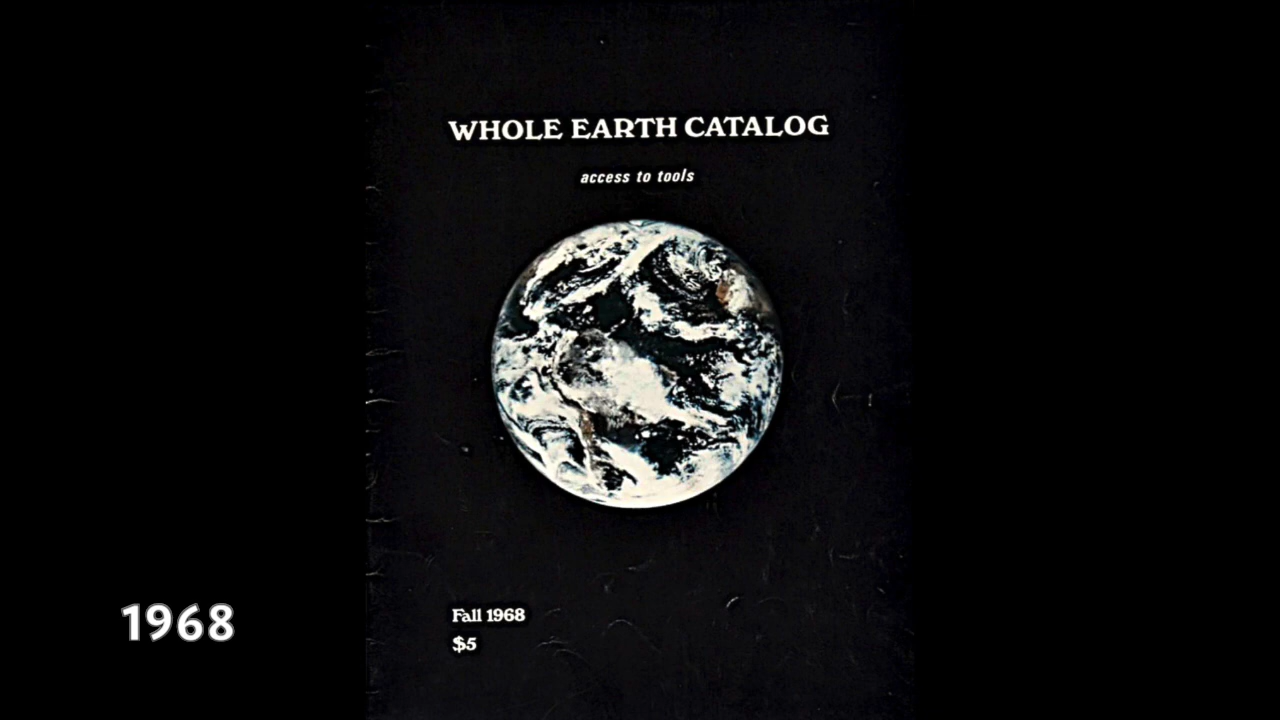 WHOLE EARTH CATALOG
access to tools
Fall 1968
$5
1968